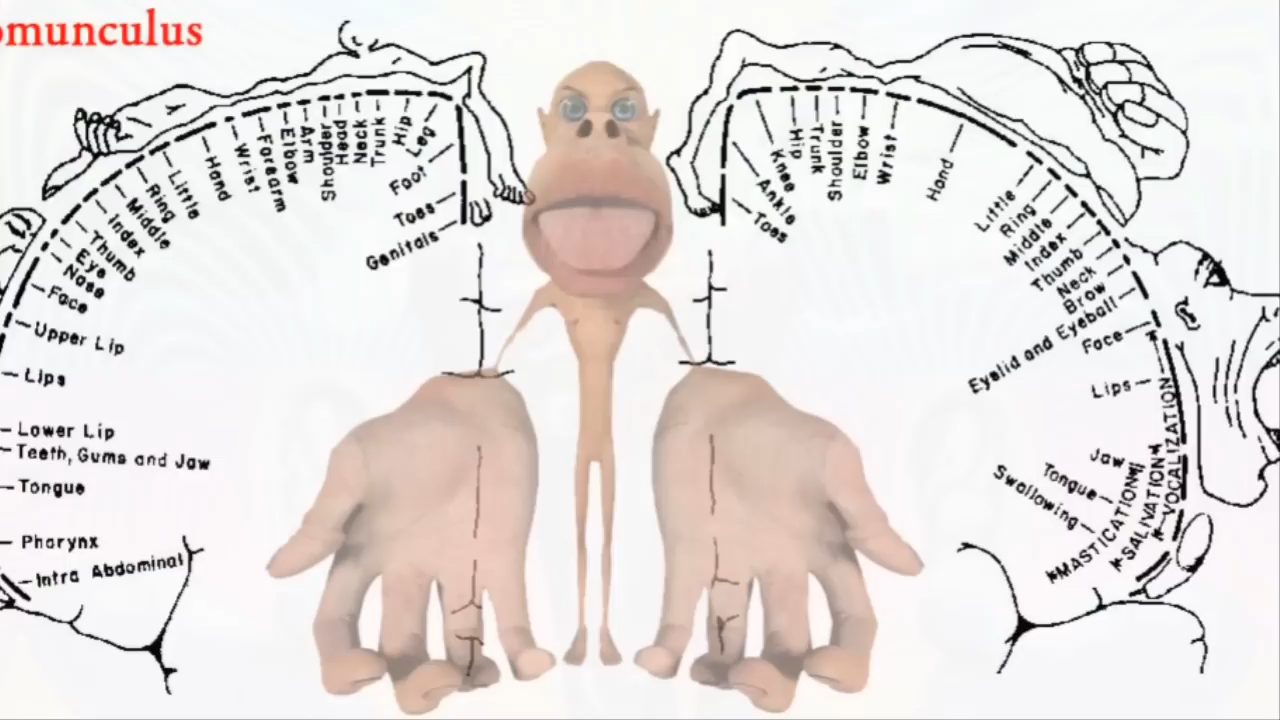 omunculus
Genitals
Toes
Foot
Leg
Hip
Trunk
Neck
Head
Shoulder
Arm
Elbow
Forearm
Wrist
Hand
Little
Ring
Middle
Index
Thumb
Eye
Nose
Face
Upper Lip
Lips
Lower Lip
Teeth, Gums and Jaw
Tongue
Pharynx
Intra Abdominal
Toes
Ankle
Knee
Hip
Trunk
Shoulder
Elbow
Wrist
Hand
Little
Ring
Middle
Index
Thumb
Neck
Brow
Eyelid and Eyeball
Face
Lips
Jaw
Tongue
Swallowing
MASTICATION
SALIVATION
VOCALIZATION